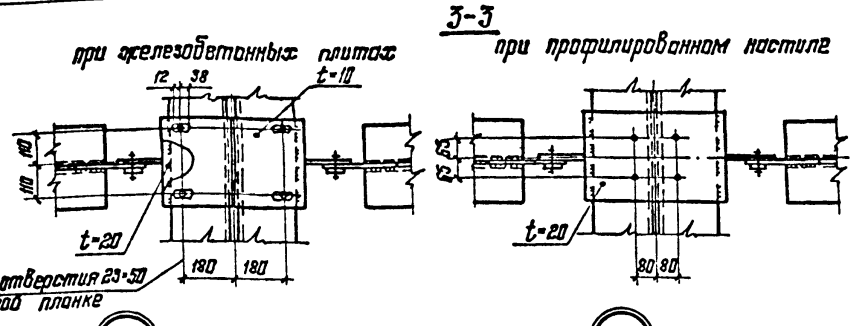 3-3
при железобетонных плитах
при профилированном настиле
12 38
t=10
110
110
t=20
180 180
отверстия 23×50
планке
t=20
80 80